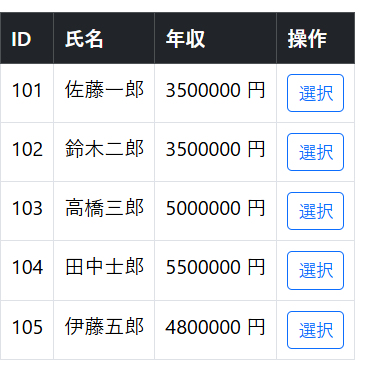 ID 氏名 年収 操作
101 佐藤一郎 3500000 円 選択
102 鈴木二郎 3500000 円 選択
103 高橋三郎 5000000 円 選択
104 田中士郎 5500000 円 選択
105 伊藤五郎 4800000 円 選択